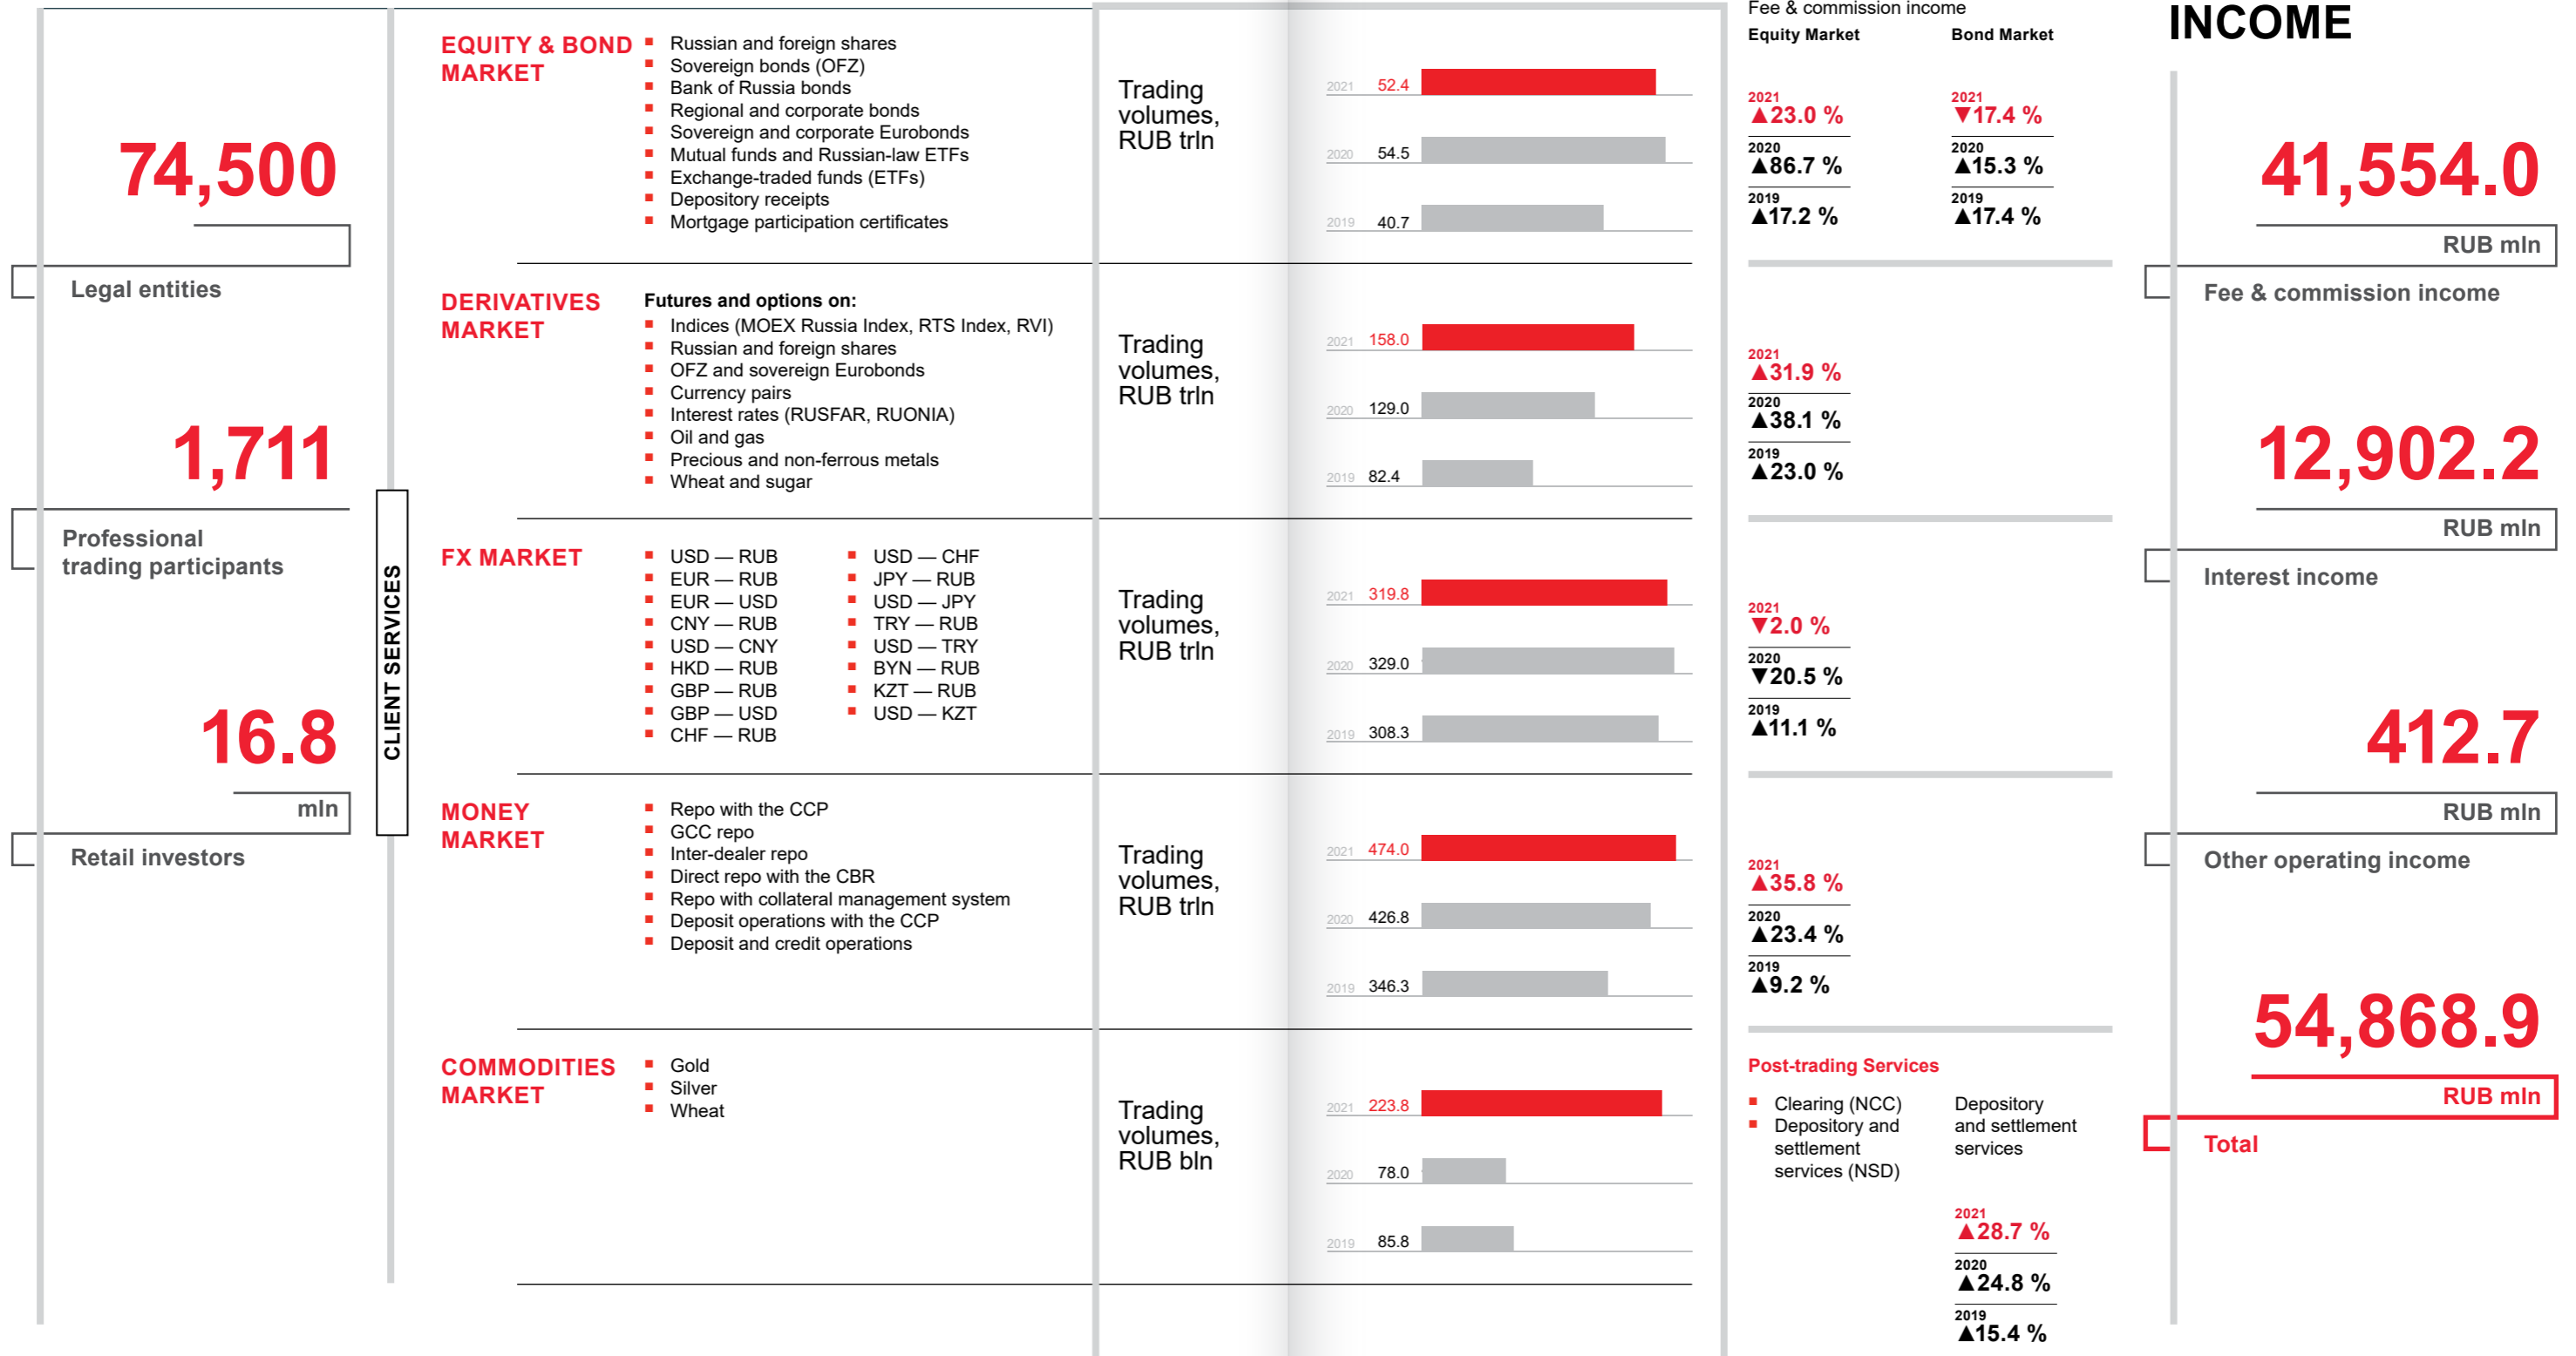 74,500
Legal entities
1,711
Professional
trading participants
16.8
mln
Retail investors
CLIENT SERVICES
EQUITY & BOND
MARKET
Russian and foreign shares
Sovereign bonds (OFZ)
Bank of Russia bonds
Regional and corporate bonds
Sovereign and corporate Eurobonds
Mutual funds and Russian-law ETFs
Exchange-traded funds (ETFs)
Depository receipts
Mortgage participation certificates
Trading
volumes,
RUB trln
2021 52.4
2020 54.5
2019 40.7
Fee & commission income
Equity Market
2021
▲23.0 %
2020
▲86.7 %
2019
▲17.2 %
Bond Market
2021
▼17.4 %
2020
▲15.3 %
2019
▲17.4 %
DERIVATIVES
MARKET
Futures and options on:
Indices (MOEX Russia Index, RTS Index, RVI)
Russian and foreign shares
OFZ and sovereign Eurobonds
Currency pairs
Interest rates (RUSFAR, RUONIA)
Oil and gas
Precious and non-ferrous metals
Wheat and sugar
Trading
volumes,
RUB trln
2021 158.0
2020 129.0
2019 82.4
2021
▲31.9 %
2020
▲38.1 %
2019
▲23.0 %
FX MARKET
USD — RUB
EUR — RUB
EUR — USD
CNY — RUB
USD — CNY
HKD — RUB
GBP — RUB
GBP — USD
CHF — RUB
USD — CHF
JPY — RUB
USD — JPY
TRY — RUB
USD — TRY
BYN — RUB
KZT — RUB
USD — KZT
Trading
volumes,
RUB trln
2021 319.8
2020 329.0
2019 308.3
2021
▼2.0 %
2020
▼20.5 %
2019
▲11.1 %
MONEY
MARKET
Repo with the CCP
GCC repo
Inter-dealer repo
Direct repo with the CBR
Repo with collateral management system
Deposit operations with the CCP
Deposit and credit operations
Trading
volumes,
RUB trln
2021 474.0
2020 426.8
2019 346.3
2021
▲35.8 %
2020
▲23.4 %
2019
▲9.2 %
COMMODITIES
MARKET
Gold
Silver
Wheat
Trading
volumes,
RUB bln
2021 223.8
2020 78.0
2019 85.8
Post-trading Services
Clearing (NCC)
Depository and
settlement
services (NSD)
Depository
and settlement
services
2021
▲28.7 %
2020
▲24.8 %
2019
▲15.4 %
INCOME
41,554.0
RUB mln
Fee & commission income
12,902.2
RUB mln
Interest income
412.7
RUB mln
Other operating income
54,868.9
RUB mln
Total